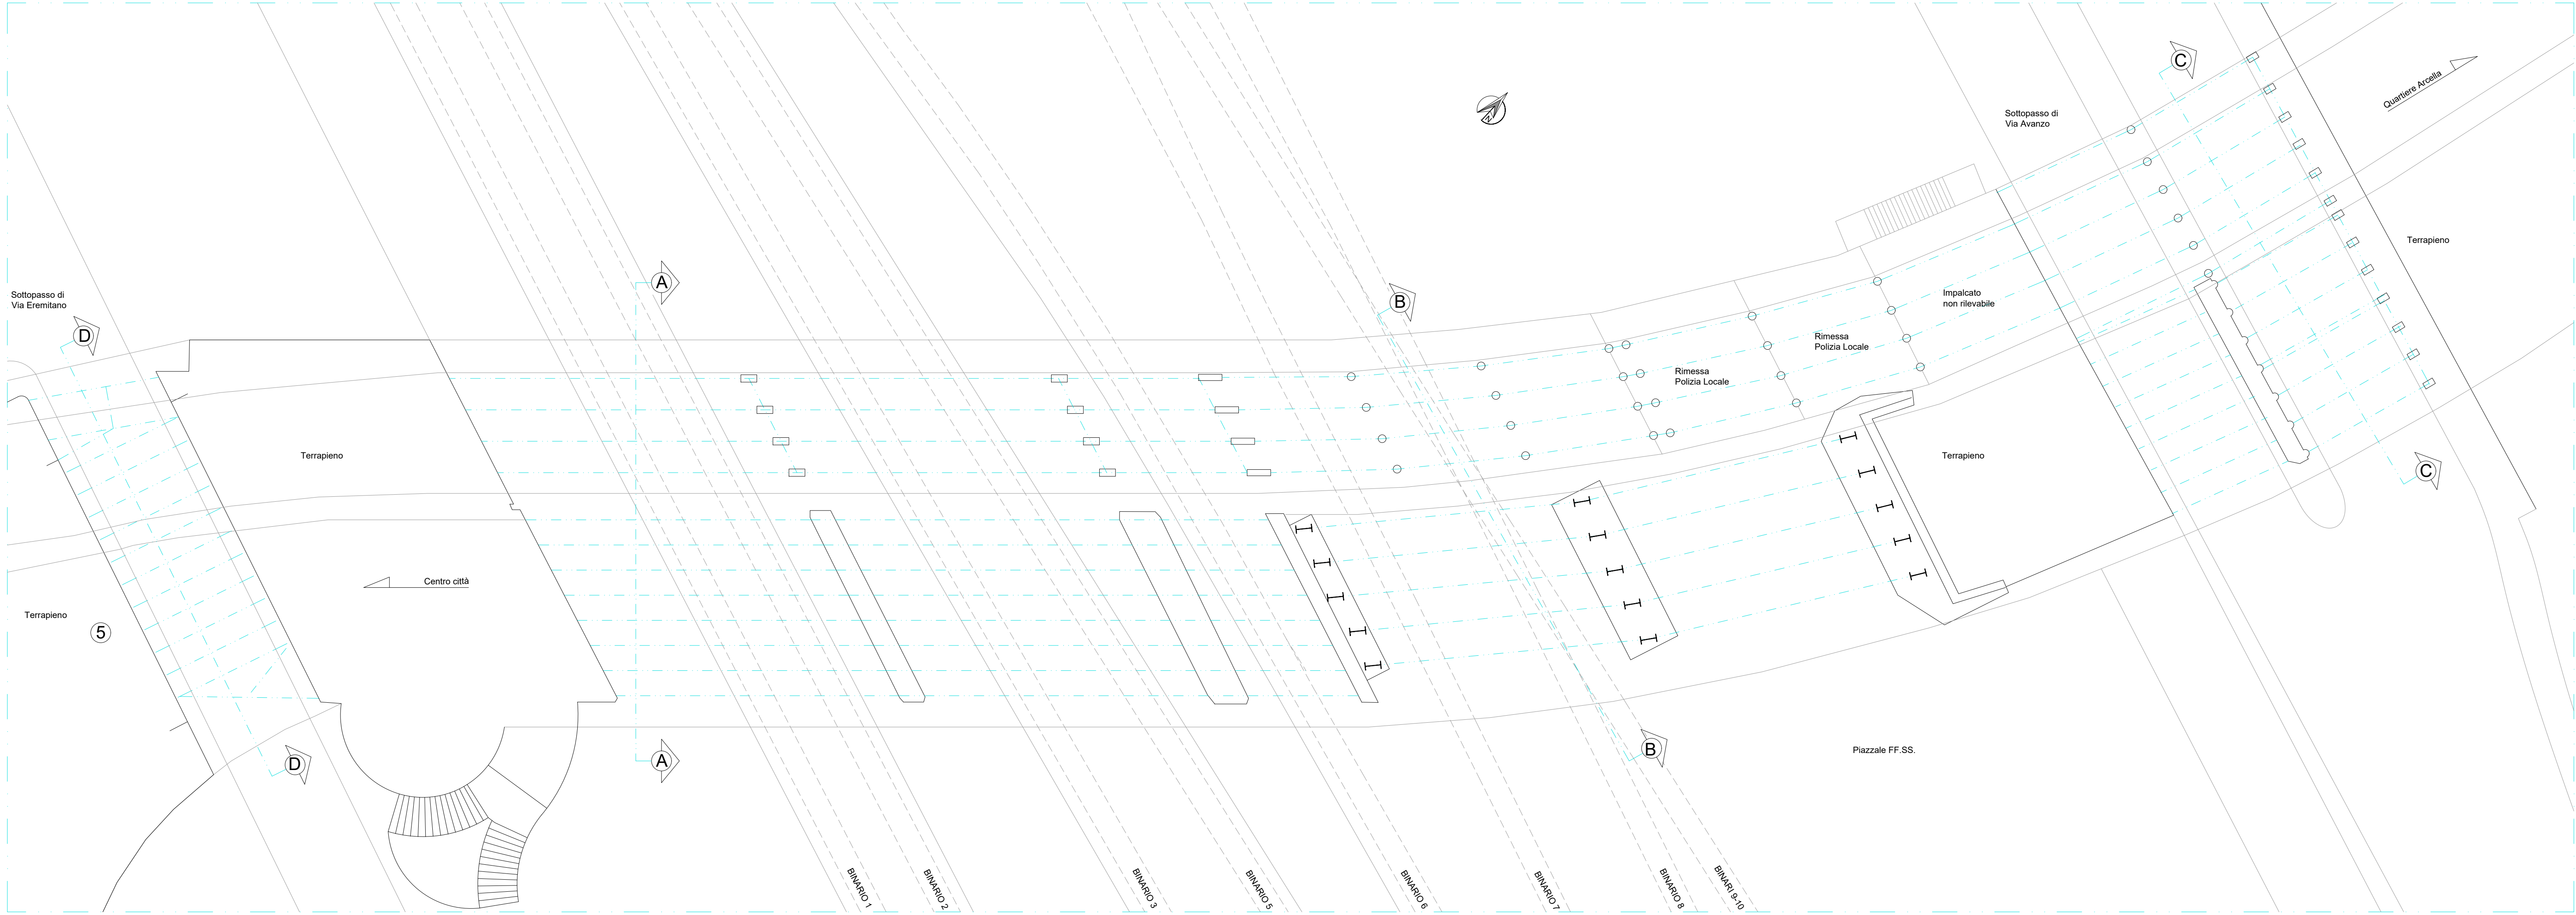 C
Quartiere Arcella
N
Sottopasso di
Via Avanzo
Terrapieno
A
Sottopasso di
Via Eremitano
B
Impalcato
non rilevabile
D
Rimessa
Polizia Locale
Rimessa
Polizia Locale
Terrapieno
Terrapieno
C
Centro città
Terrapieno
5
B
Piazzale FF.SS.
A
D
BINARIO 1
BINARIO 2
BINARIO 3
BINARIO 5
BINARIO 6
BINARIO 7
BINARIO 8
BINARI 9-10